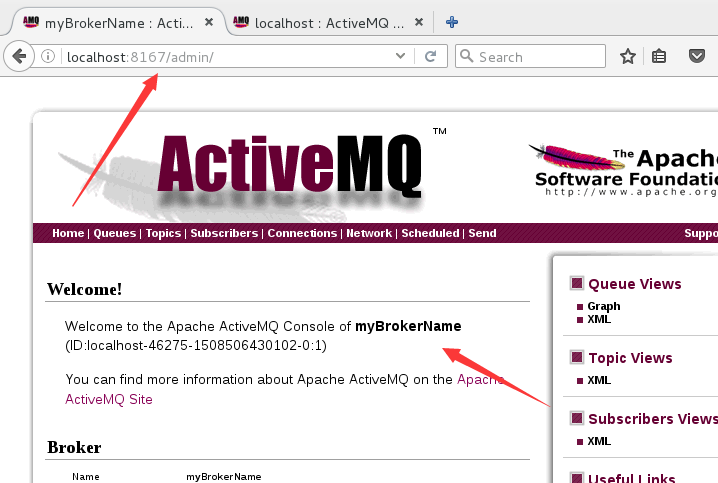 myBrokerName : Acti...
localhost : ActiveMQ ...
localhost:8167/admin/
Search
ActiveMQ™
The Apache
Software Foundation
http://www.apache.org
Home | Queues | Topics | Subscribers | Connections | Network | Scheduled | Send
Suppo
Welcome!
Welcome to the Apache ActiveMQ Console of myBrokerName
(ID:localhost-46275-1508506430102-0:1)
You can find more information about Apache ActiveMQ on the Apache
ActiveMQ Site
Broker
Name myBrokerName
Queue Views
Graph
XML
Topic Views
XML
Subscribers Views
XML
Useful Links